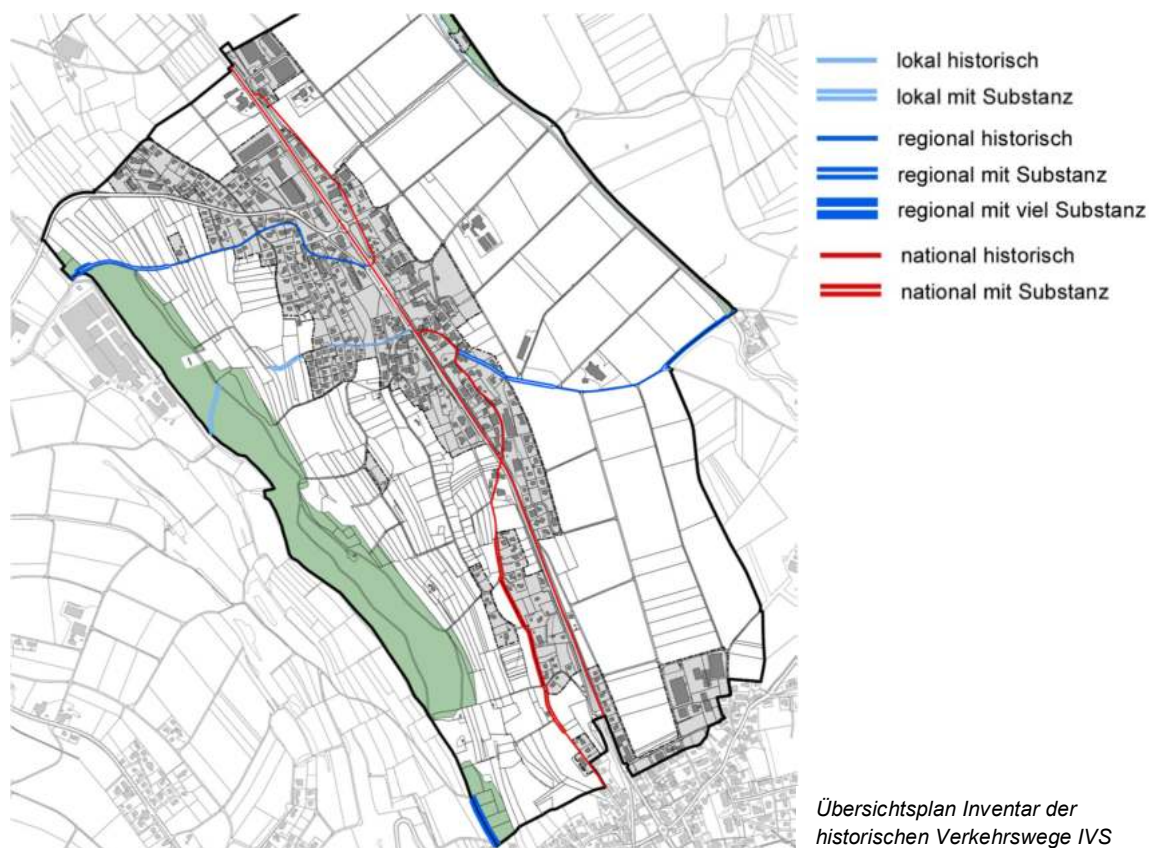 lokal historisch
lokal mit Substanz
regional historisch
regional mit Substanz
regional mit viel Substanz
national historisch
national mit Substanz
Übersichtsplan Inventar der
historischen Verkehrswege IVS